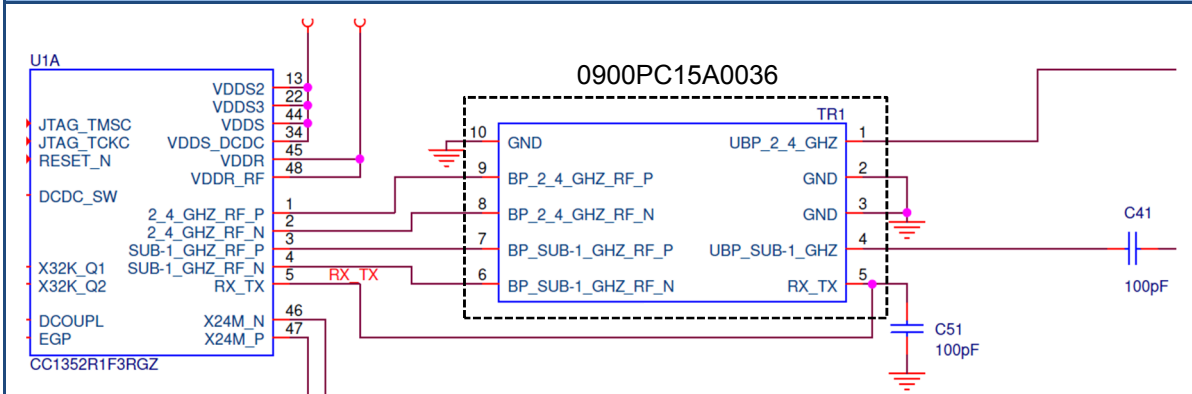 U1A
VDDS2 13
VDDS3 22
VDDS 44
VDDS_DCDC 34
VDDR 45
VDDR_RF 48
JTAG_TMSC
JTAG_TCKC
RESET_N
DCDC_SW
2_4_GHZ_RF_P 1
2_4_GHZ_RF_N 2
SUB-1_GHZ_RF_P 3
X32K_Q1 SUB-1_GHZ_RF_N 4
X32K_Q2 RX_TX 5
RX_TX
DCOUPL X24M_N 46
EGP X24M_P 47
CC1352R1F3RGZ
0900PC15A0036
TR1
10 GND UBP_2_4_GHZ 1
9 BP_2_4_GHZ_RF_P GND 2
8 BP_2_4_GHZ_RF_N GND 3
7 BP_SUB-1_GHZ_RF_P UBP_SUB-1_GHZ 4
6 BP_SUB-1_GHZ_RF_N RX_TX 5
C41
100pF
C51
100pF